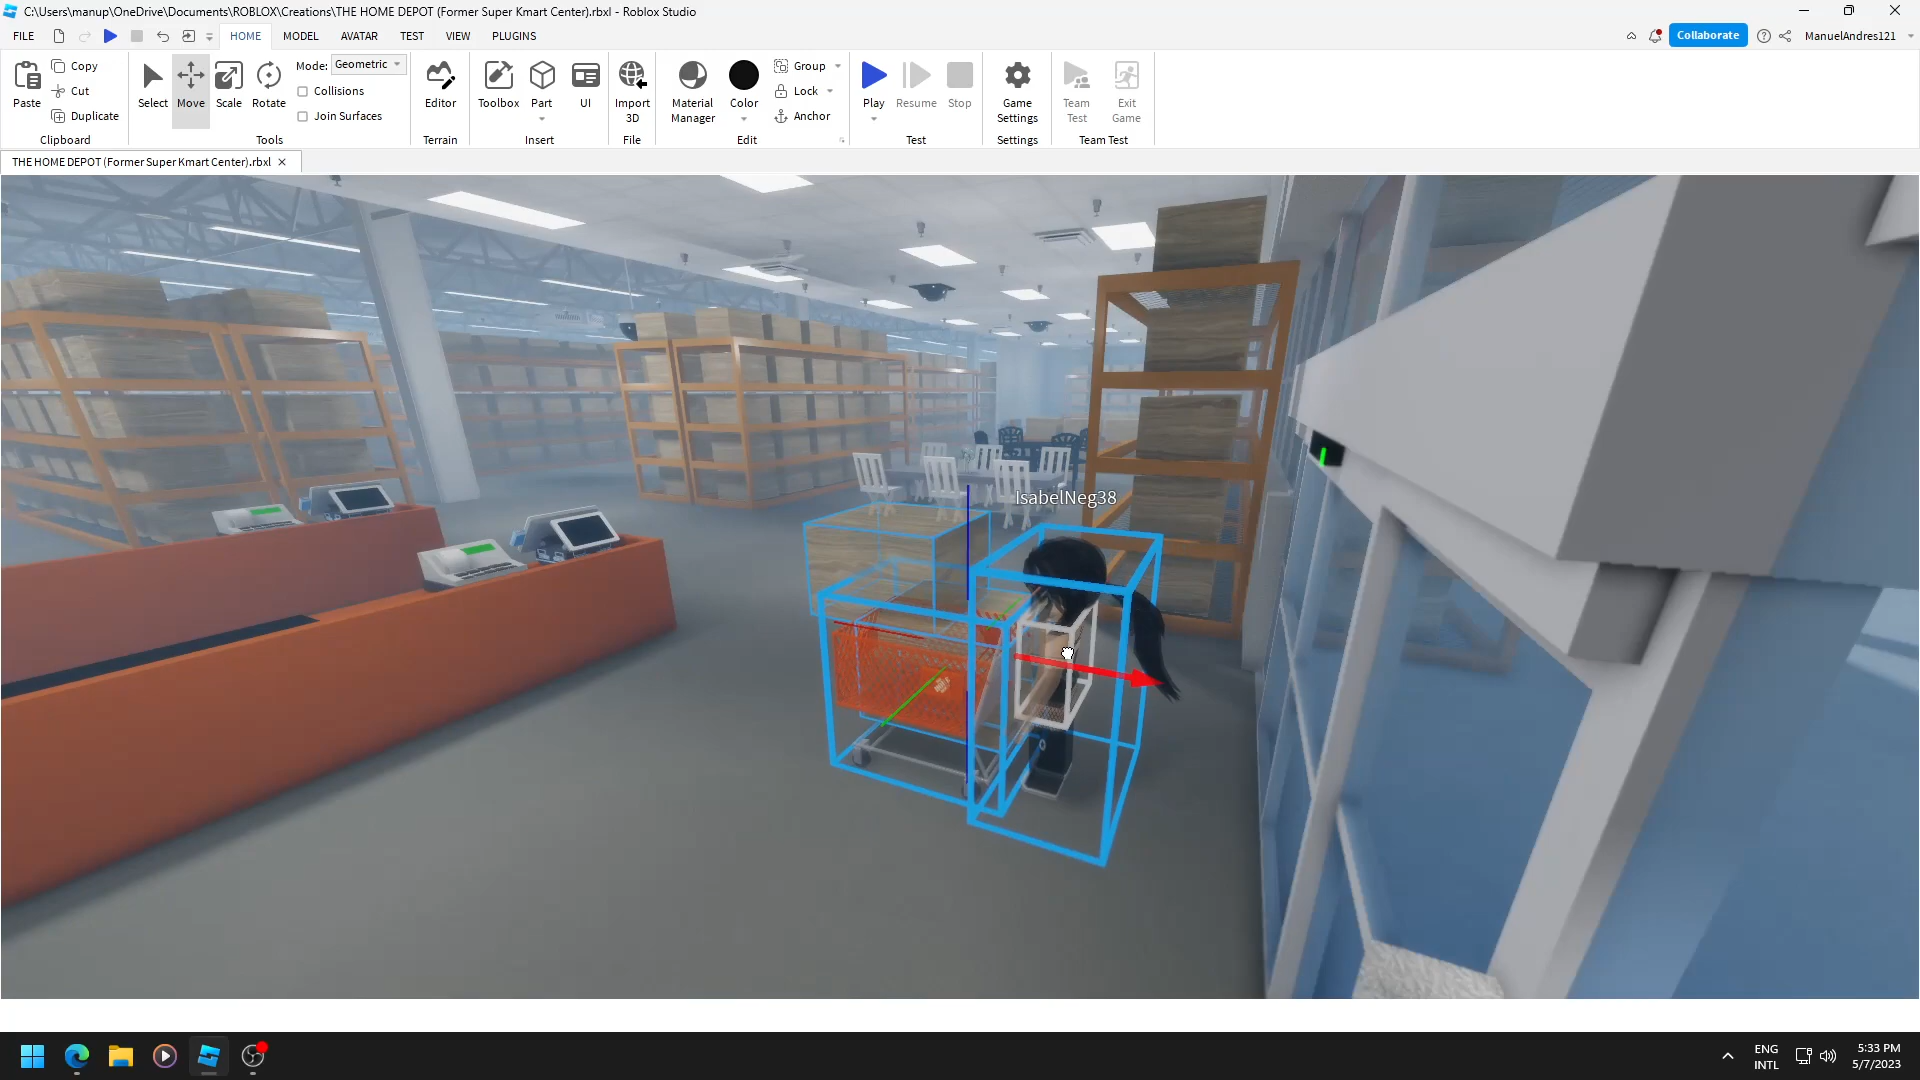 C:\Users\manup\OneDrive\Documents\ROBLOX\Creations\THE HOME DEPOT (Former Super Kmart Center).rbxl - Roblox Studio
FILE HOME MODEL AVATAR TEST VIEW PLUGINS Collaborate ManuelAndres121
Paste
Copy
Cut
Duplicate
Clipboard
Select
Move
Scale
Rotate
Mode: Geometric
Collisions
Join Surfaces
Tools
Editor
Terrain
Toolbox
Part
UI
Insert
Import
3D
File
Material
Manager
Color
Group
Lock
Anchor
Edit
Play
Resume
Stop
Test
Game
Settings
Settings
Team
Test
Exit
Game
Team Test
THE HOME DEPOT (Former Super Kmart Center).rbxl
IsabelNeg38
ENG
INTL
5:33 PM
5/7/2023